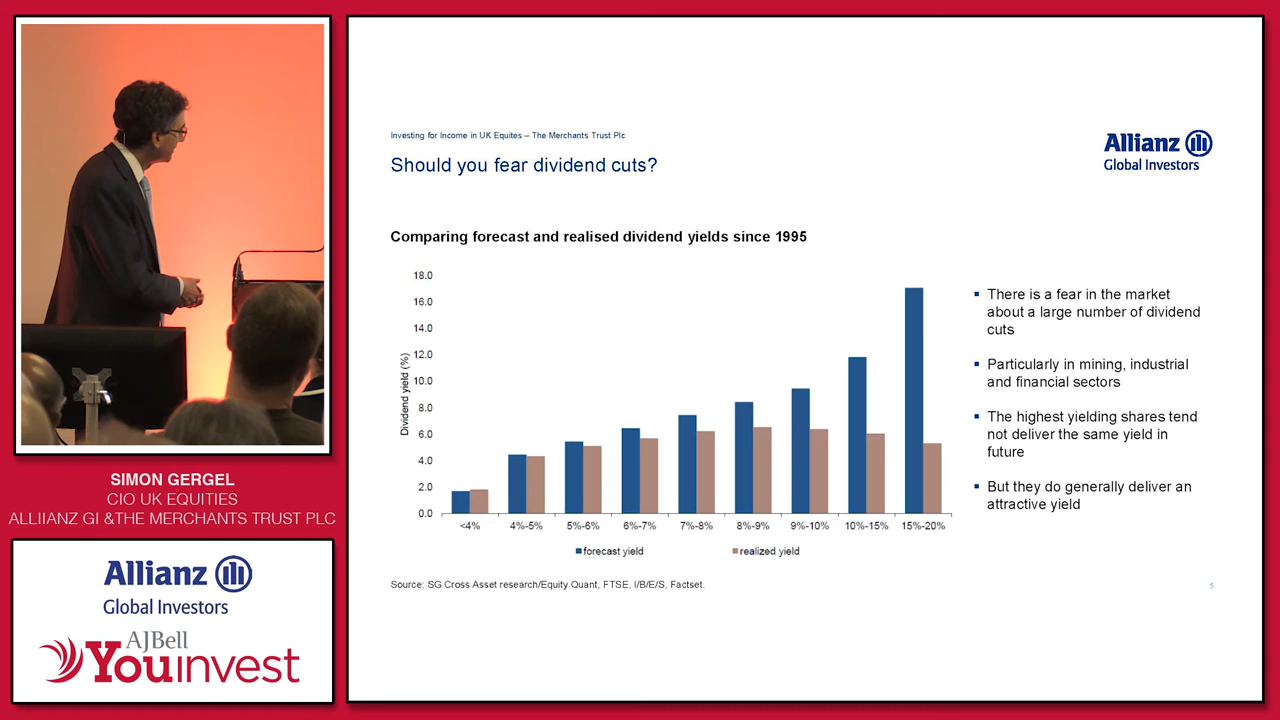 SIMON GERGEL
CIO UK EQUITIES
ALLIIANZ GI &THE MERCHANTS TRUST PLC
Allianz
Global Investors
AJBell
Youinvest
Investing for Income in UK Equites – The Merchants Trust Plc
Should you fear dividend cuts?
Allianz
Global Investors
Comparing forecast and realised dividend yields since 1995
Dividend yield (%)
18.0
16.0
14.0
12.0
10.0
8.0
6.0
4.0
2.0
0.0
<4% 4%-5% 5%-6% 6%-7% 7%-8% 8%-9% 9%-10% 10%-15% 15%-20%
forecast yield realized yield
There is a fear in the market
about a large number of dividend
cuts
Particularly in mining, industrial
and financial sectors
The highest yielding shares tend
not deliver the same yield in
future
But they do generally deliver an
attractive yield
Source: SG Cross Asset research/Equity Quant, FTSE, I/B/E/S, Factset.
5